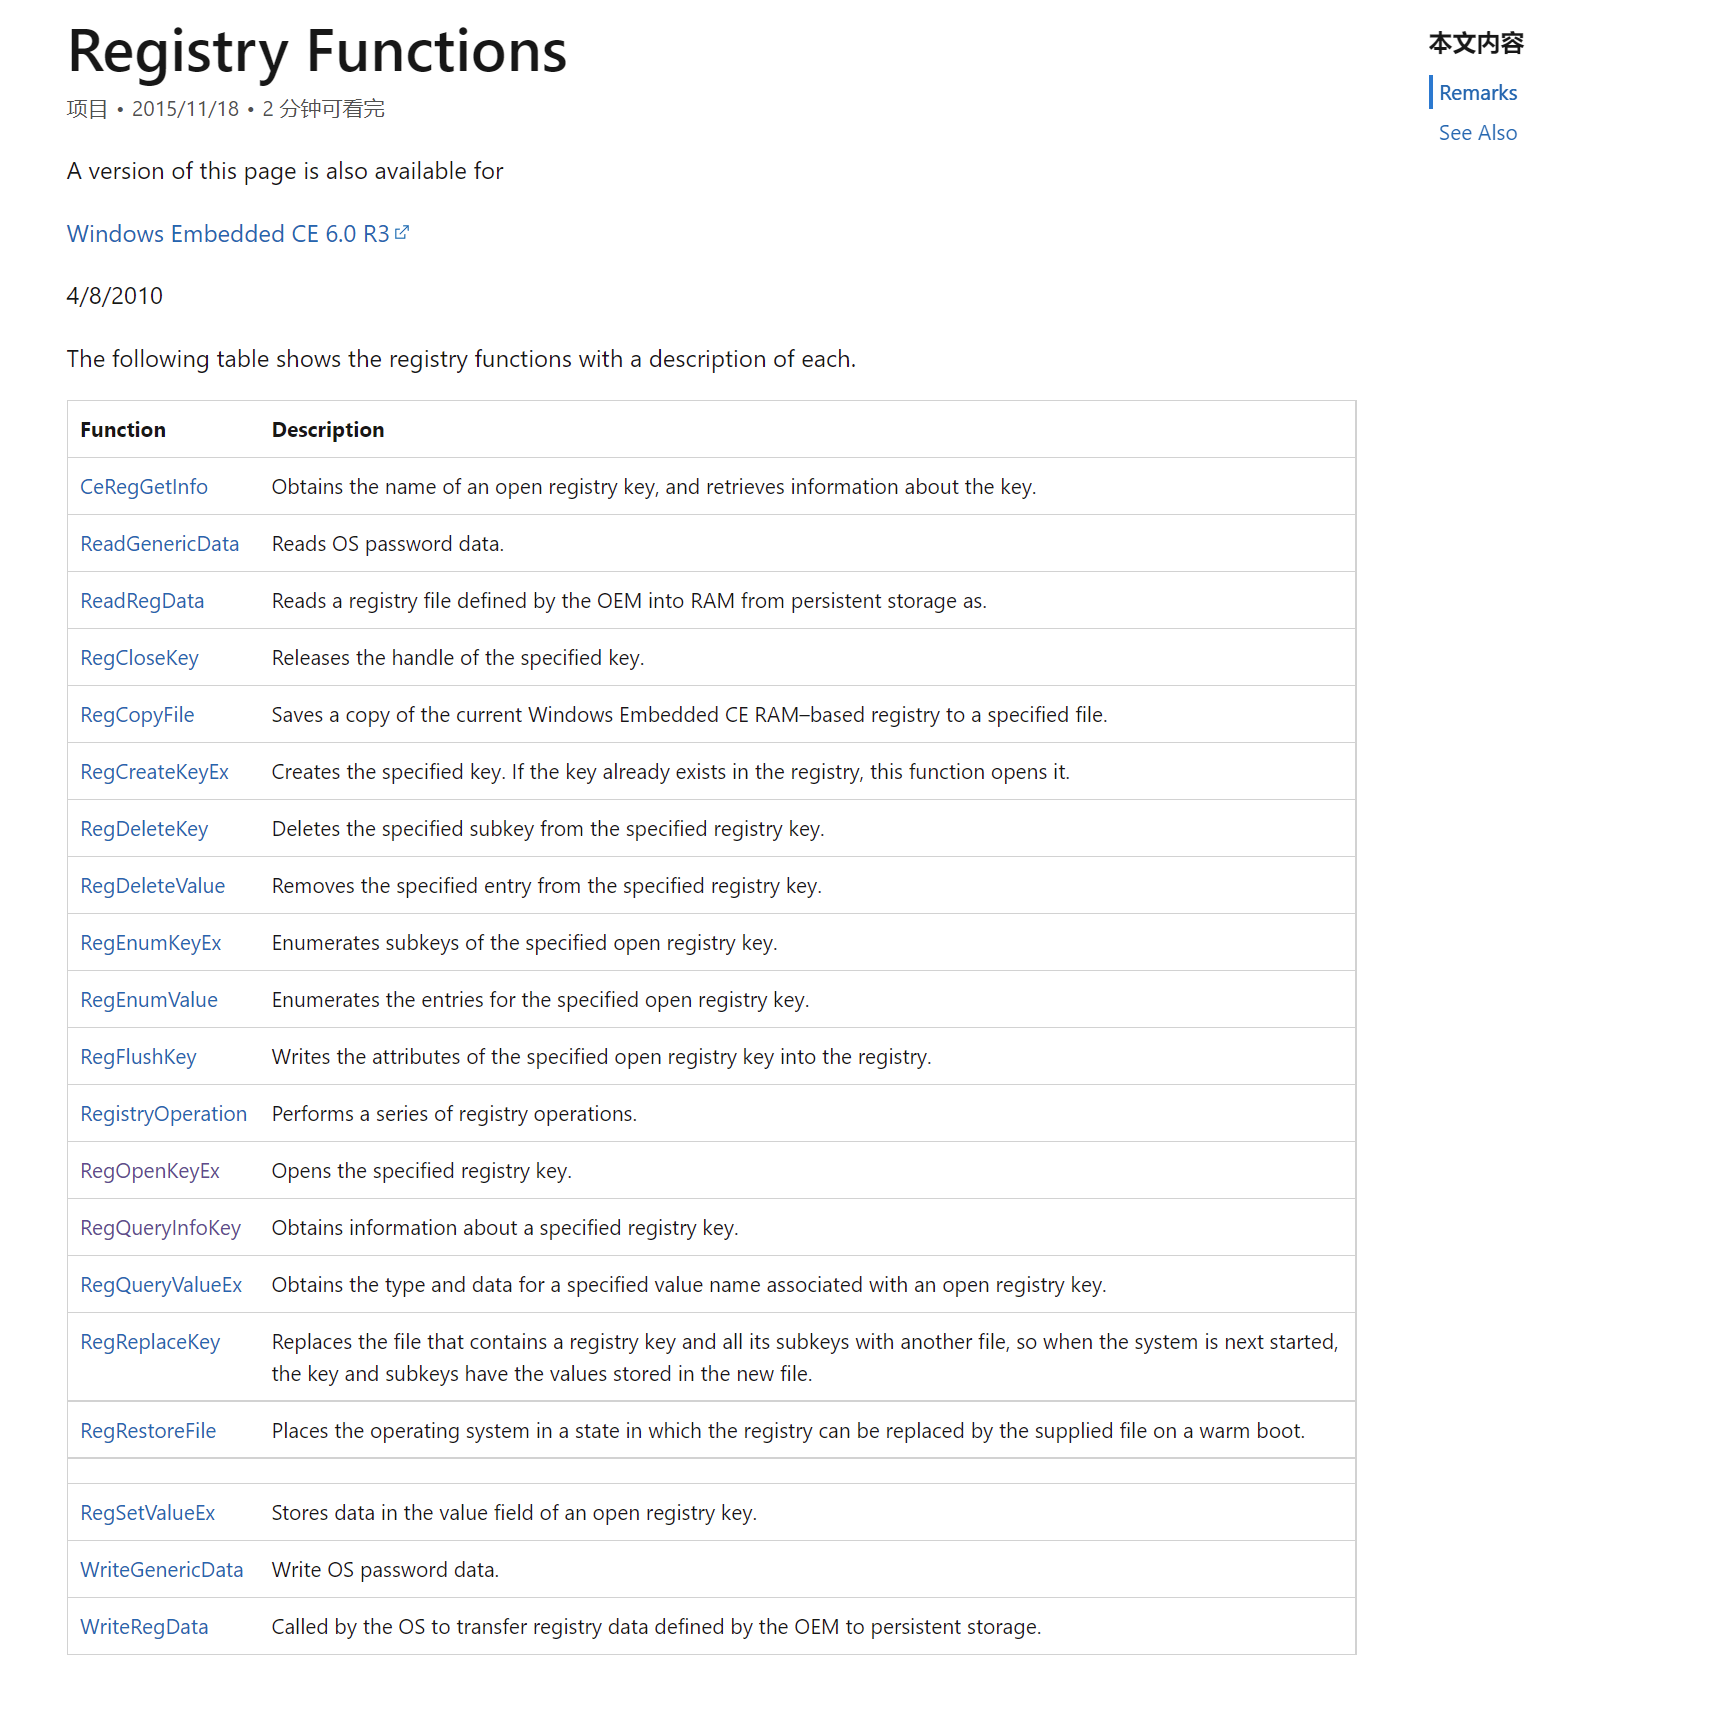 Registry Functions
项目 • 2015/11/18 • 2 分钟可看完
A version of this page is also available for
Windows Embedded CE 6.0 R3
4/8/2010
The following table shows the registry functions with a description of each.
Function Description
CeRegGetInfo Obtains the name of an open registry key, and retrieves information about the key.
ReadGenericData Reads OS password data.
ReadRegData Reads a registry file defined by the OEM into RAM from persistent storage as.
RegCloseKey Releases the handle of the specified key.
RegCopyFile Saves a copy of the current Windows Embedded CE RAM–based registry to a specified file.
RegCreateKeyEx Creates the specified key. If the key already exists in the registry, this function opens it.
RegDeleteKey Deletes the specified subkey from the specified registry key.
RegDeleteValue Removes the specified entry from the specified registry key.
RegEnumKeyEx Enumerates subkeys of the specified open registry key.
RegEnumValue Enumerates the entries for the specified open registry key.
RegFlushKey Writes the attributes of the specified open registry key into the registry.
RegistryOperation Performs a series of registry operations.
RegOpenKeyEx Opens the specified registry key.
RegQueryInfoKey Obtains information about a specified registry key.
RegQueryValueEx Obtains the type and data for a specified value name associated with an open registry key.
RegReplaceKey Replaces the file that contains a registry key and all its subkeys with another file, so when the system is next started,
the key and subkeys have the values stored in the new file.
RegRestoreFile Places the operating system in a state in which the registry can be replaced by the supplied file on a warm boot.
RegSetValueEx Stores data in the value field of an open registry key.
WriteGenericData Write OS password data.
WriteRegData Called by the OS to transfer registry data defined by the OEM to persistent storage.
本文内容
Remarks
See Also